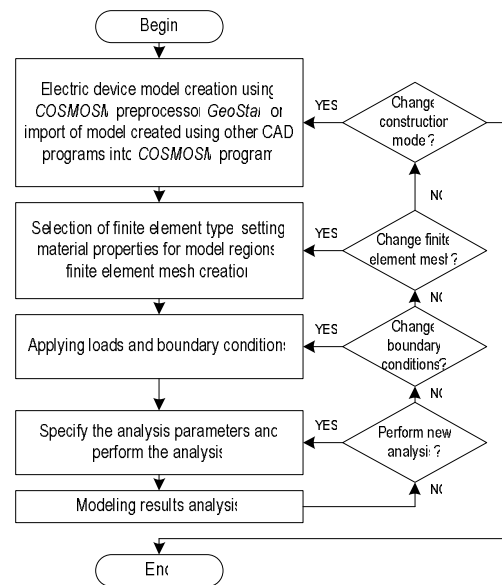 Begin
Electric device model creation using
COSMOSM preprocessor GeoStar or
import of model created using other CAD
programs into COSMOSM program
YES
Change
construction
mode?
NO
Selection of finite element type, setting
material properties for model regions,
finite element mesh creation
YES
Change finite
element mesh?
NO
Applying loads and boundary conditions
YES
Change
boundary
conditions?
NO
Specify the analysis parameters and
perform the analysis
YES
Perform new
analysis?
NO
Modeling results analysis
End